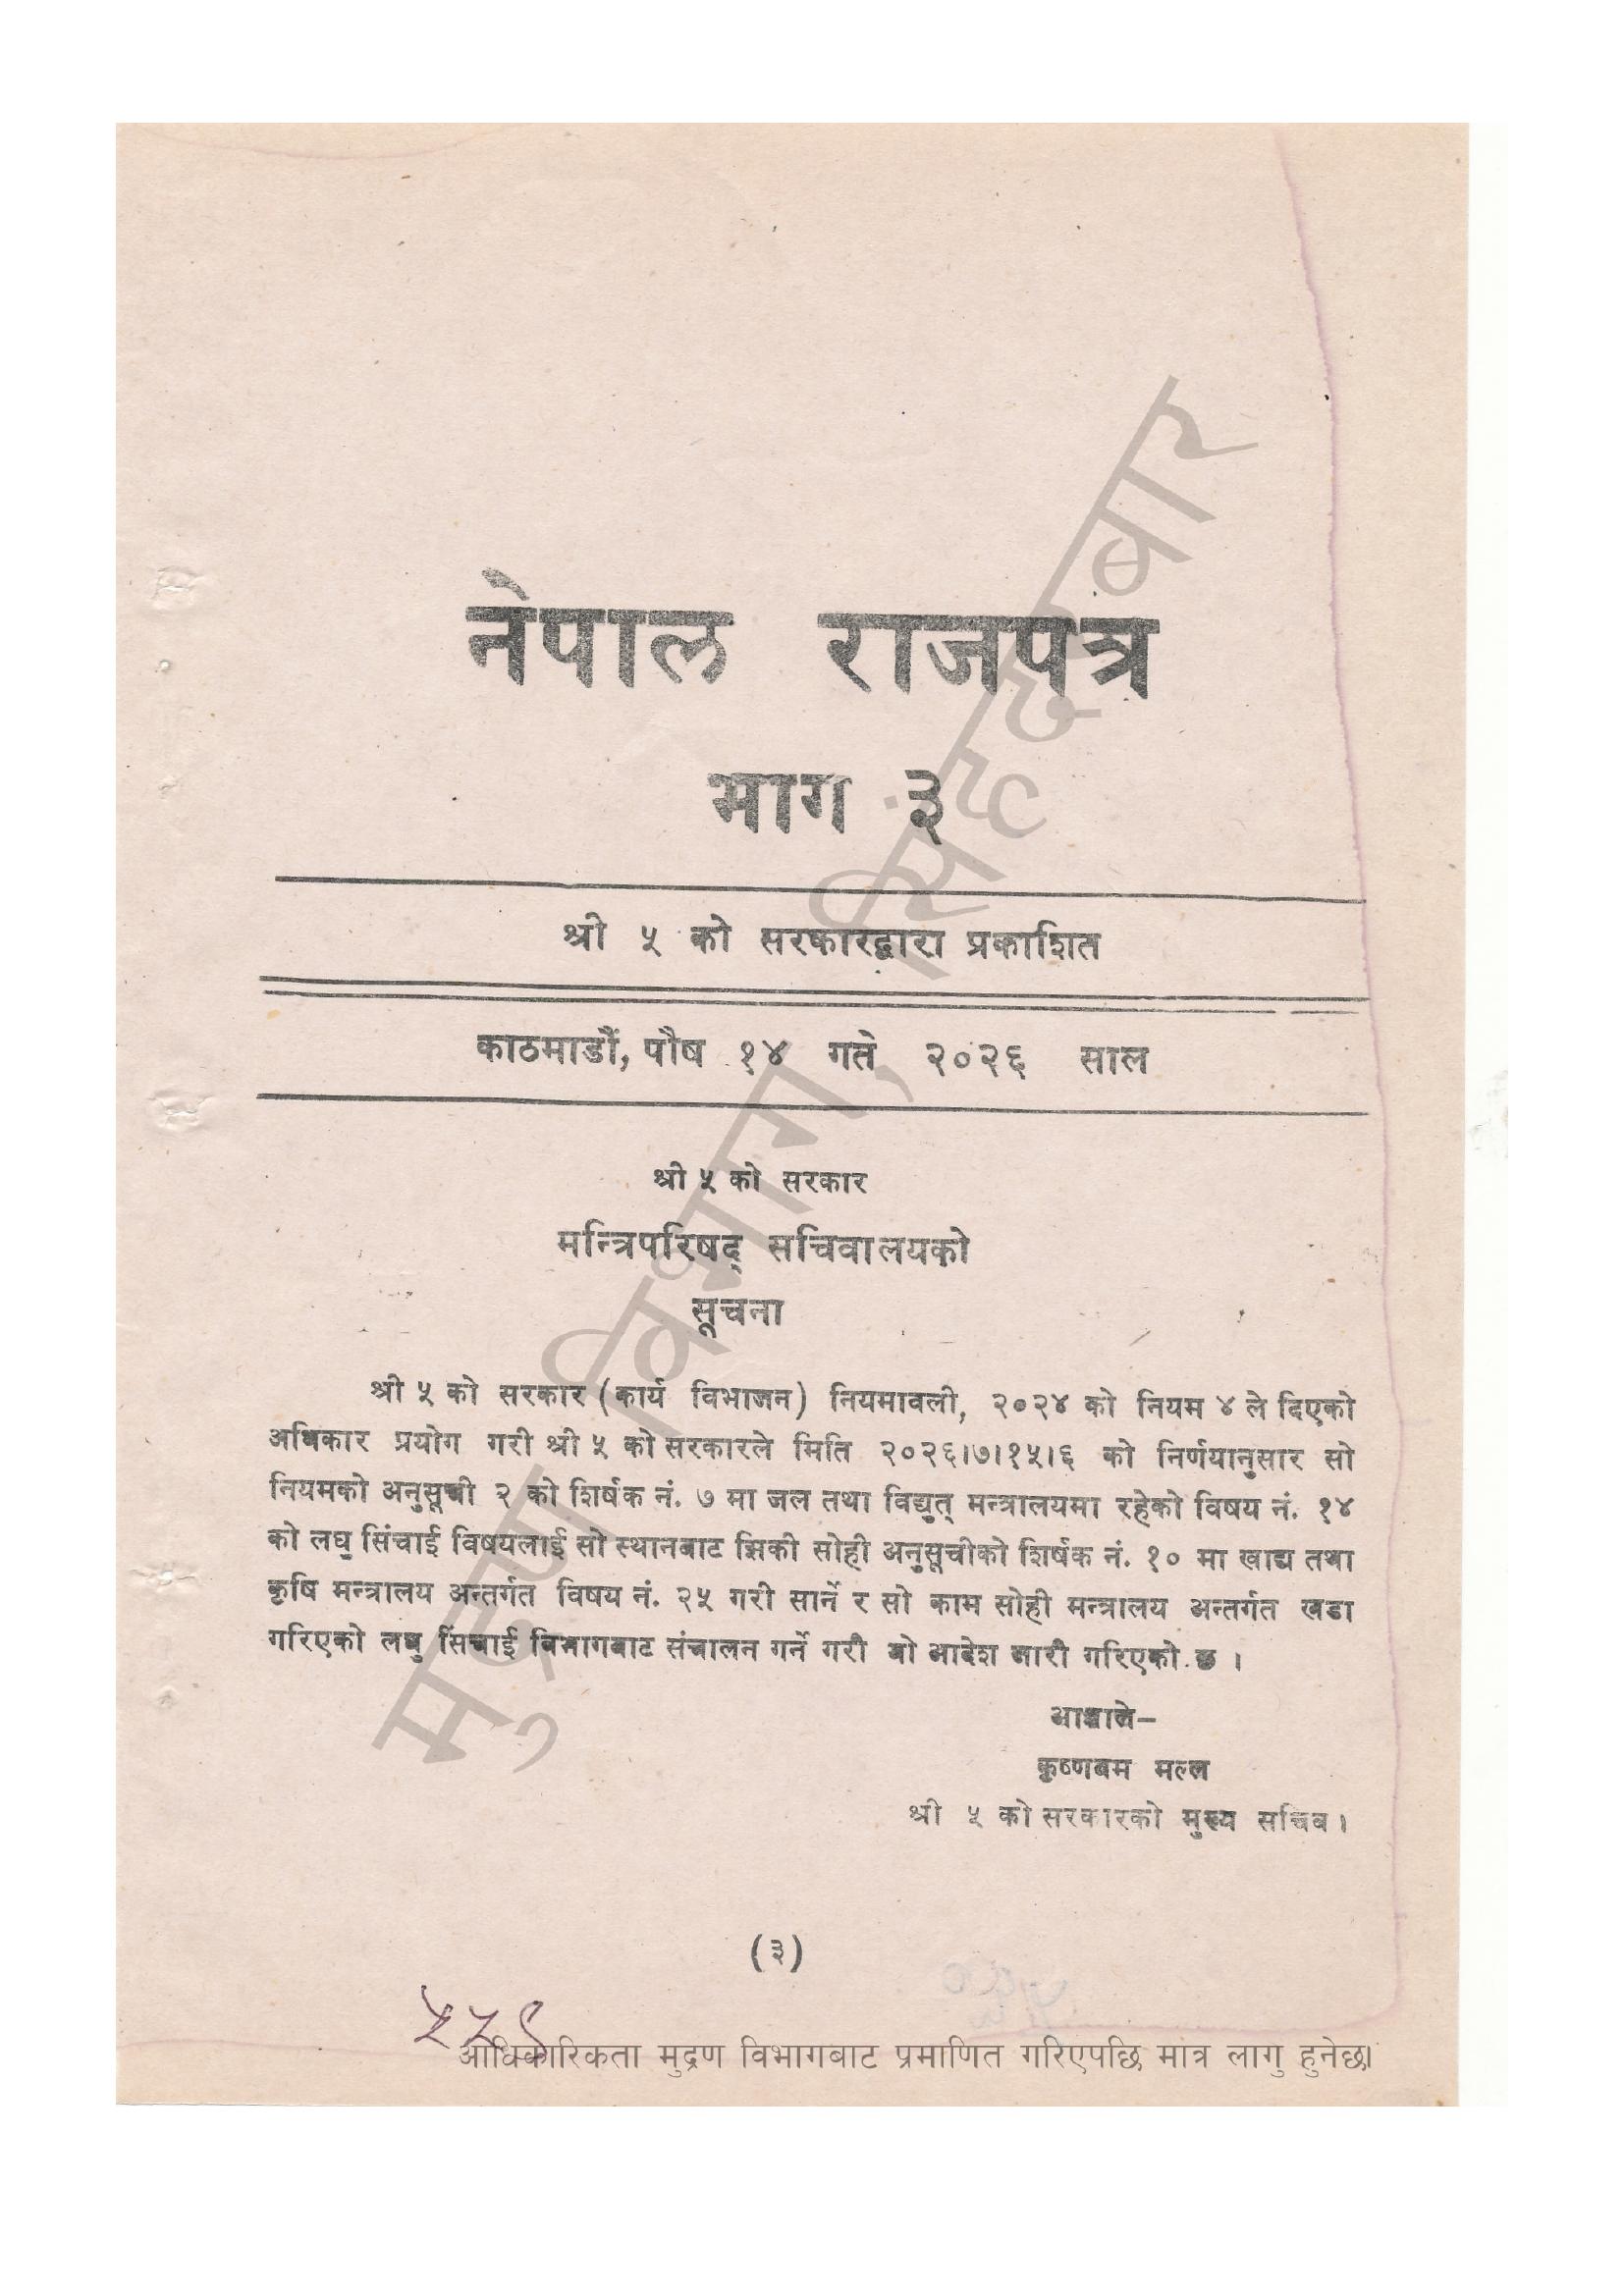 नेपाल राजपत्र
भाग ३
श्री ५ को सरकारद्वारा प्रकाशित
काठमाडौं, पौष १४ गते, २०२६ साल
श्री ५ को सरकार
मन्त्रिपरिषद् सचिवालयको
सूचना
श्री ५ को सरकार (कार्य विभाजन) नियमावली, २०२४ को नियम ४ ले दिएको
अधिकार प्रयोग गरी श्री ५ को सरकारले मिति २०२६।७।१५।६ को निर्णयानुसार सो
नियमको अनुसूची २ को शिर्षक नं. ७ मा जल तथा विद्युत् मन्त्रालयमा रहेको विषय नं. १४
को लघु सिंचाई विषयलाई सो स्थानबाट झिकी सोही अनुसूचीको शिर्षक नं. १० मा खाद्य तथा
कृषि मन्त्रालय अन्तर्गत विषय नं. २५ गरी सार्ने र सो काम सोही मन्त्रालय अन्तर्गत खडा
गरिएको लघु सिंचाई विभागबाट संचालन गर्ने गरी यो आदेश जारी गरिएको छ ।
आज्ञाले–
कृष्णबम मल्ल
श्री ५ को सरकारको मुख्य सचिव ।
(३)
आधिकारिकता मुद्रण विभागबाट प्रमाणित गरिएपछि मात्र लागु हुनेछ।
मुद्रण विभाग, सिंहदरबार